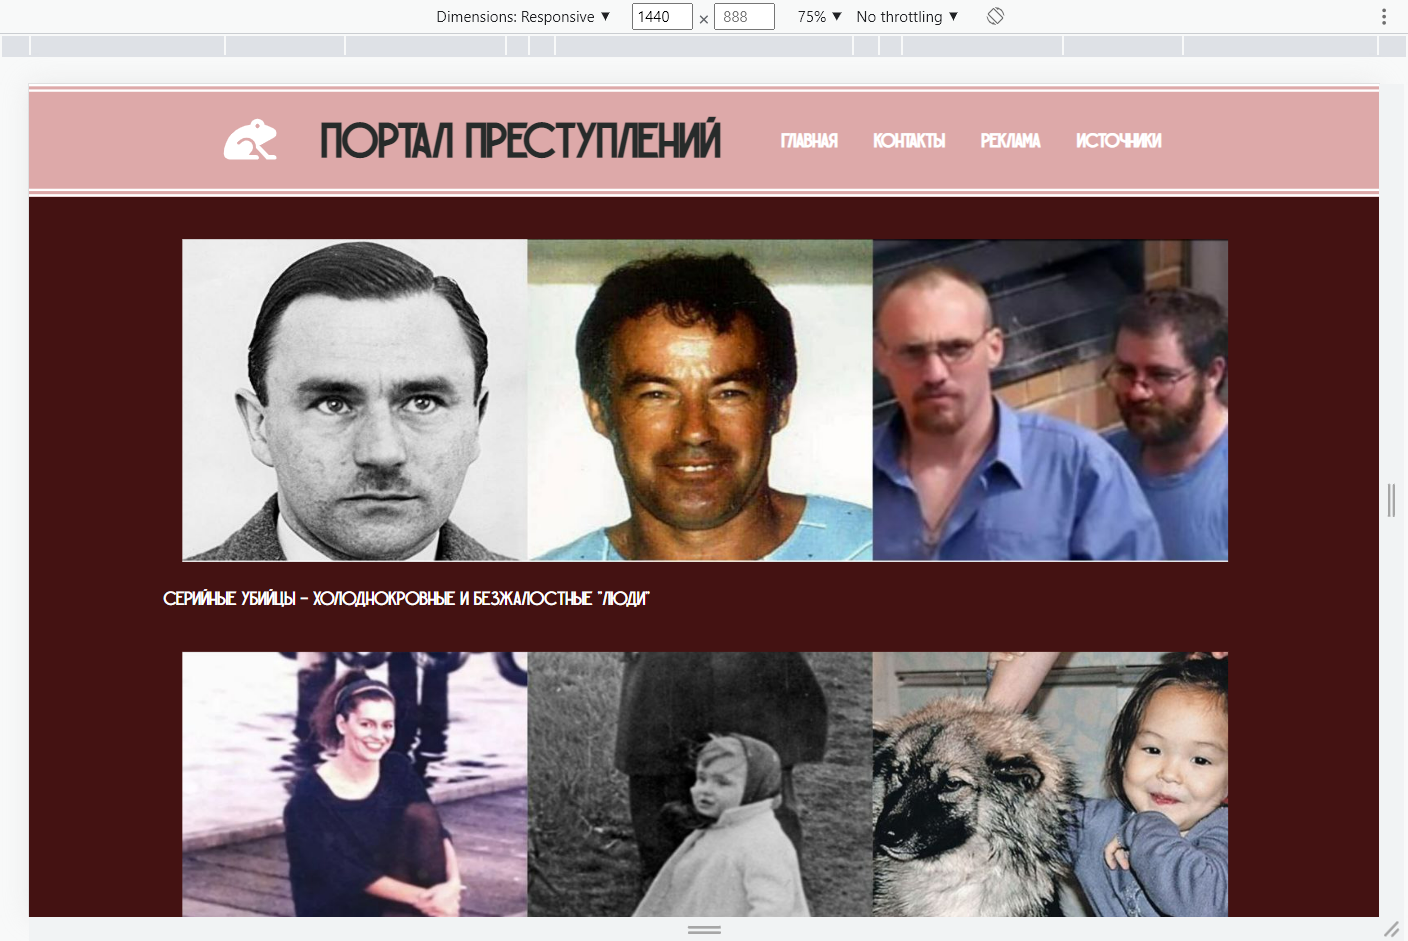 Dimensions: Responsive ▼ 1440 × 888 75% ▼ No throttling ▼
ПОРТАЛ ПРЕСТУПЛЕНИЙ ГЛАВНАЯ КОНТАКТЫ РЕКЛАМА ИСТОЧНИКИ
СЕРИЙНЫЕ УБИЙЦЫ - ХОЛОДНОКРОВНЫЕ И БЕЗЖАЛОСТНЫЕ "ЛЮДИ"